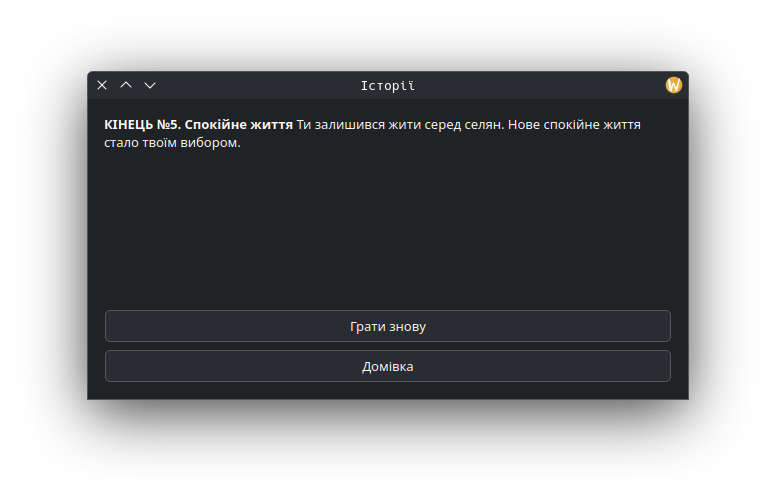 Історії
W
КІНЕЦЬ №5. Спокійне життя Ти залишився жити серед селян. Нове спокійне життя
стало твоїм вибором.
Грати знову
Домівка